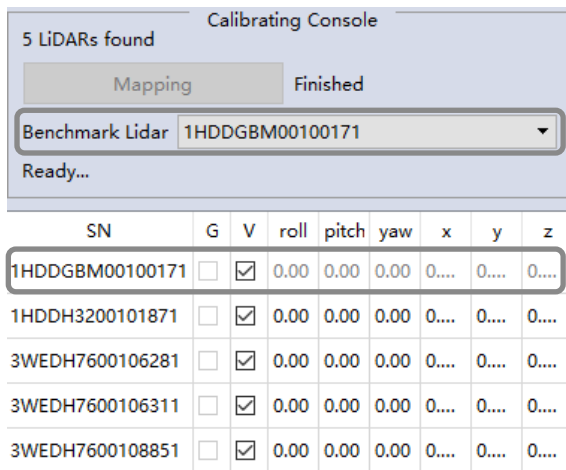 Calibrating Console
5 LiDARs found
Mapping Finished
Benchmark Lidar 1HDDGBM00100171
Ready...
SN G V roll pitch yaw x y z
1HDDGBM00100171 0.00 0.00 0.00 0.... 0.... 0....
1HDDH3200101871 0.00 0.00 0.00 0.... 0.... 0....
3WEDH7600106281 0.00 0.00 0.00 0.... 0.... 0....
3WEDH7600106311 0.00 0.00 0.00 0.... 0.... 0....
3WEDH7600108851 0.00 0.00 0.00 0.... 0.... 0....